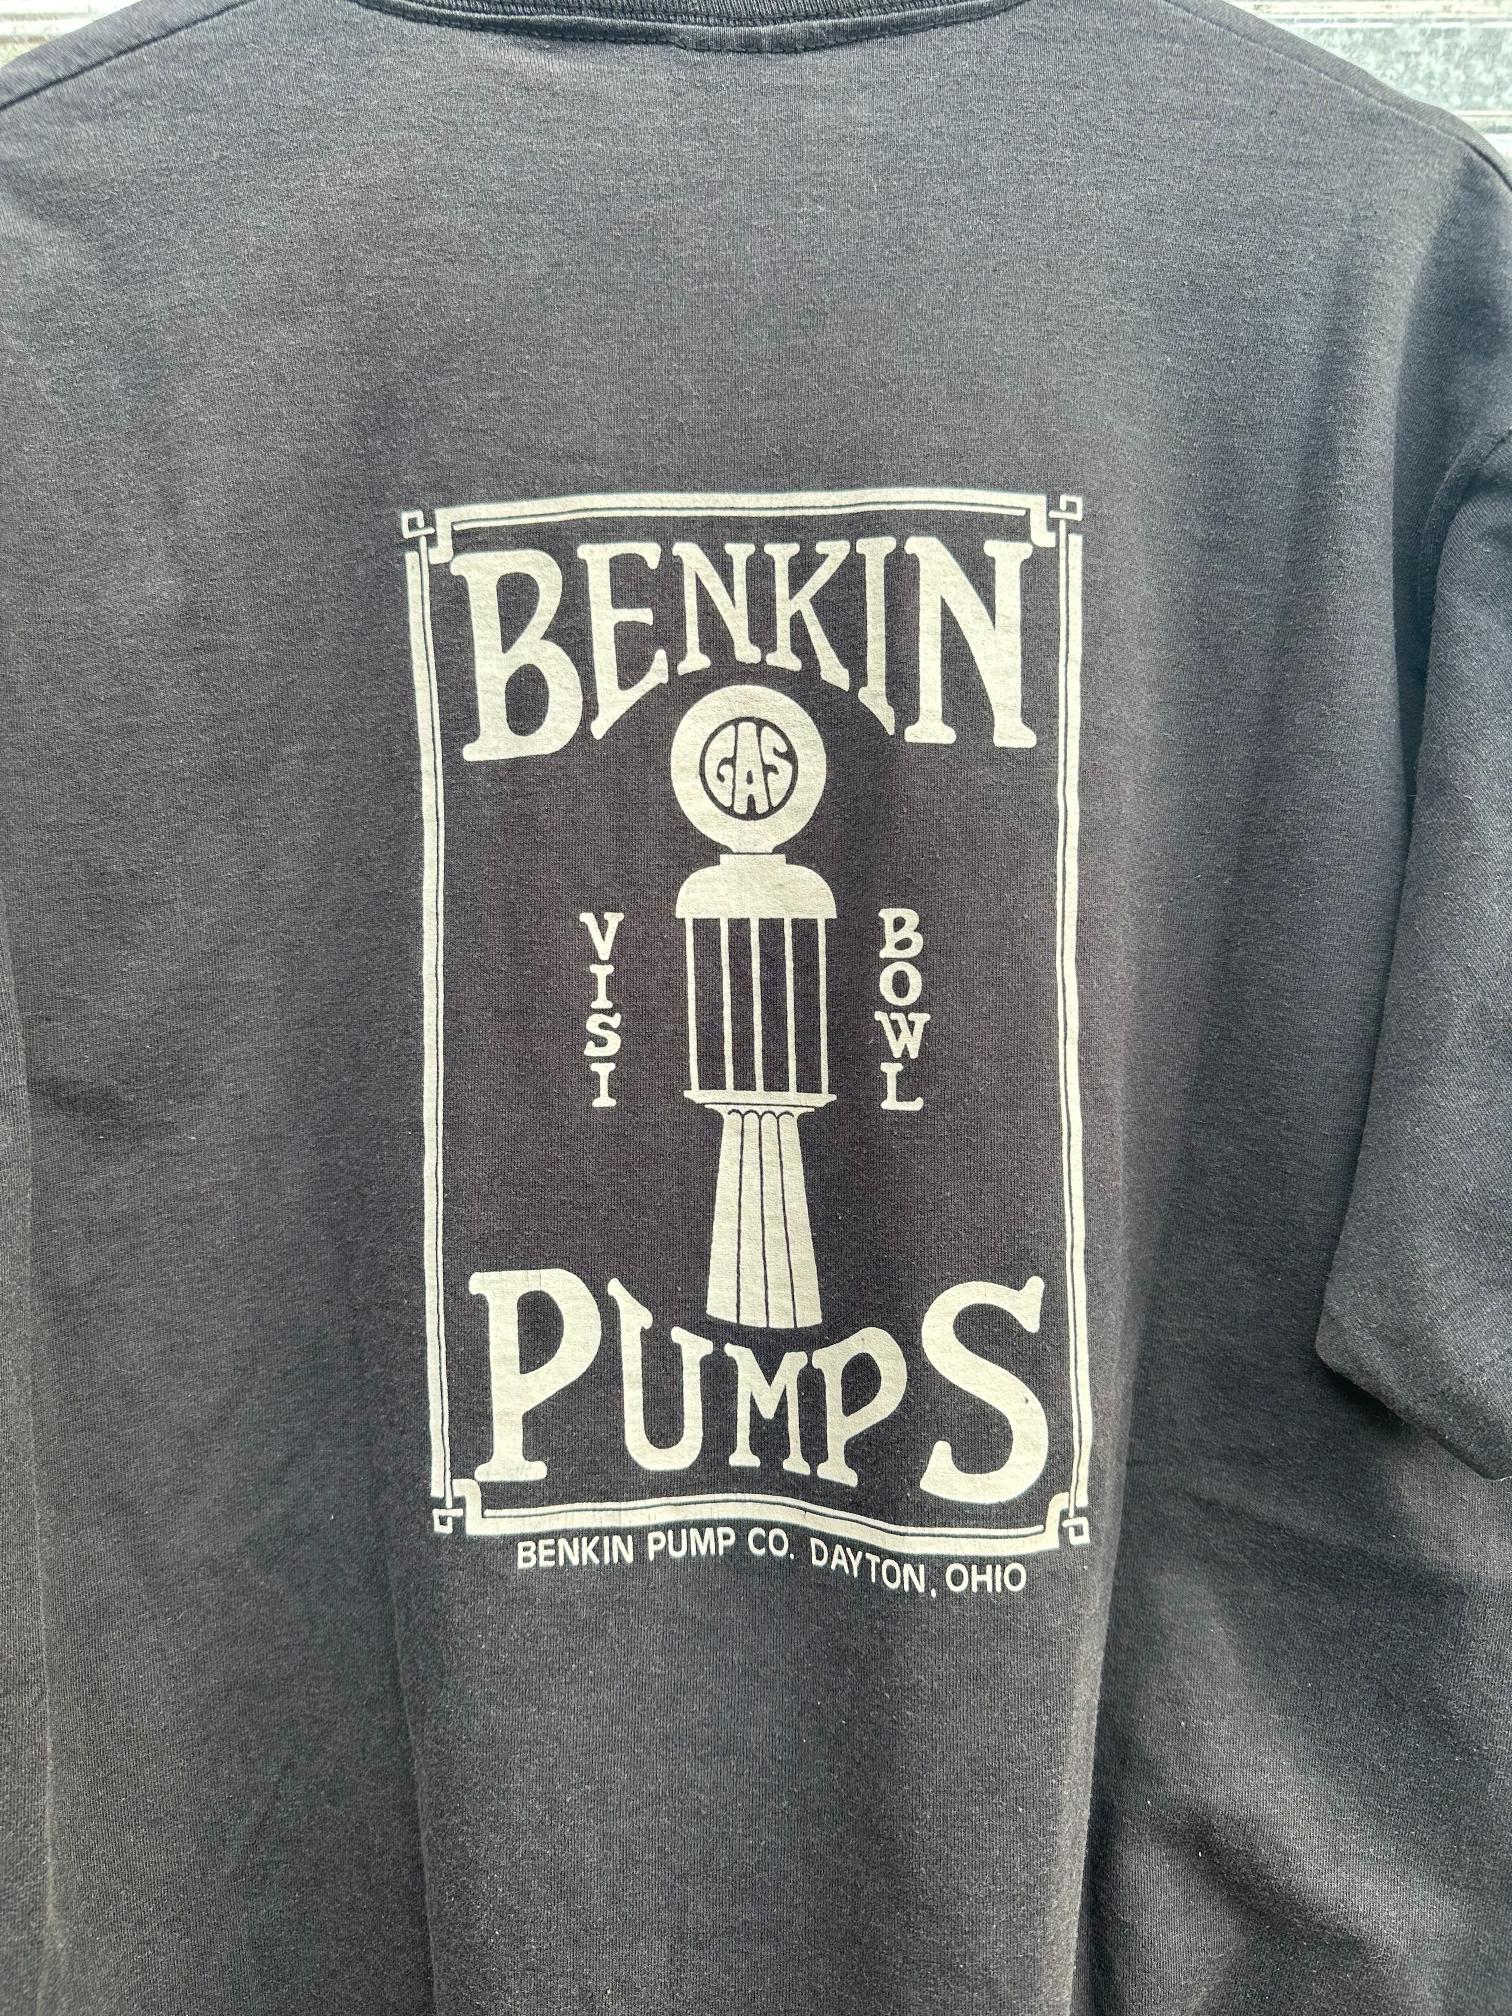 BENKIN
GAS
VISI
BOWL
PUMPS
BENKIN PUMP CO. DAYTON, OHIO